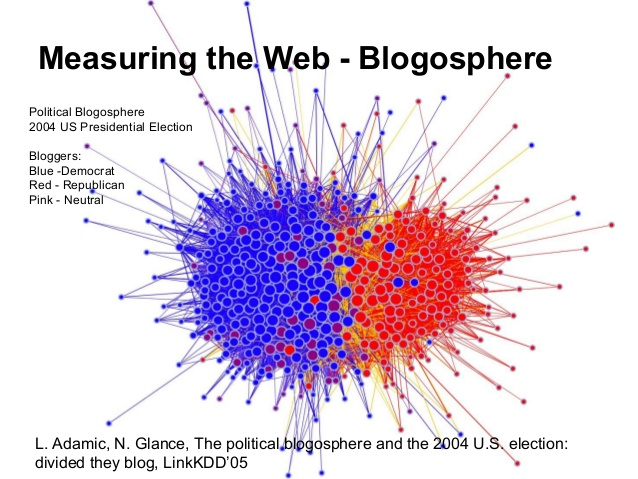 Measuring the Web - Blogosphere
Political Blogosphere
2004 US Presidential Election
Bloggers:
Blue -Democrat
Red - Republican
Pink - Neutral
L. Adamic, N. Glance, The political blogosphere and the 2004 U.S. election:
divided they blog, LinkKDD'05